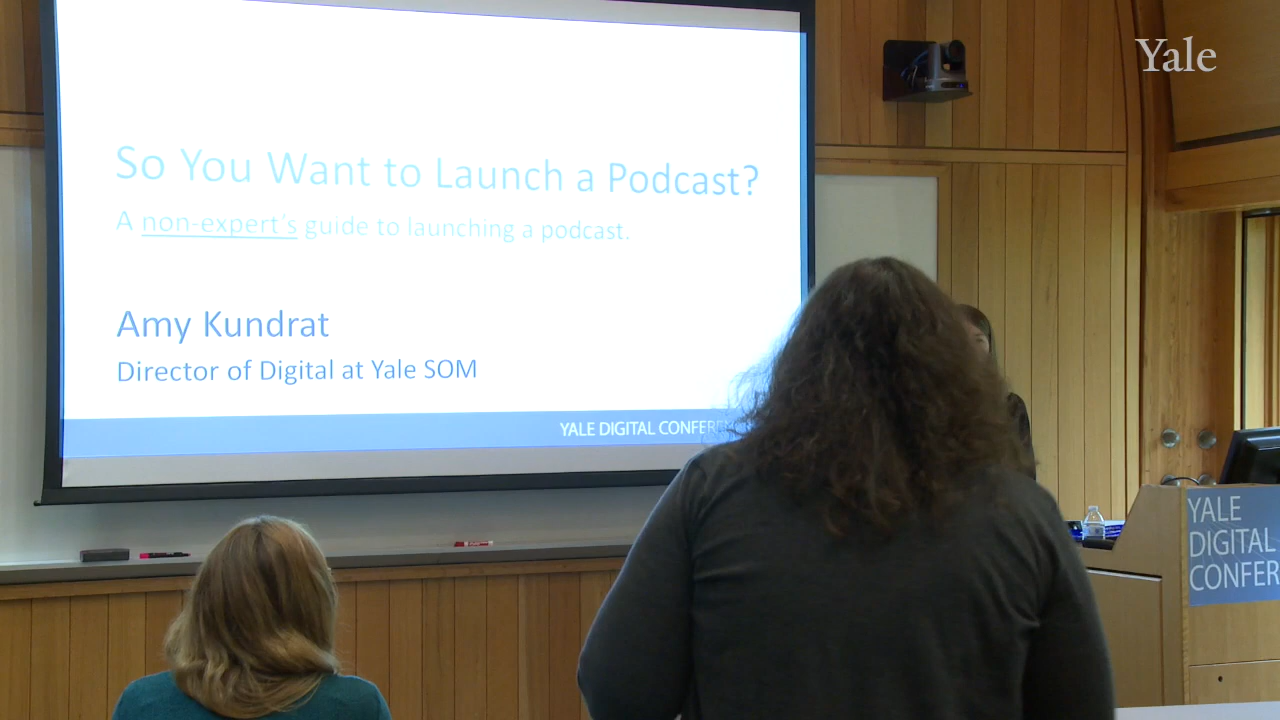 Yale
So You Want to Launch a Podcast?
A non-expert's guide to launching a podcast.
Amy Kundrat
Director of Digital at Yale SOM
YALE DIGITAL CONFEREN
YALE
DIGITAL
CONFER